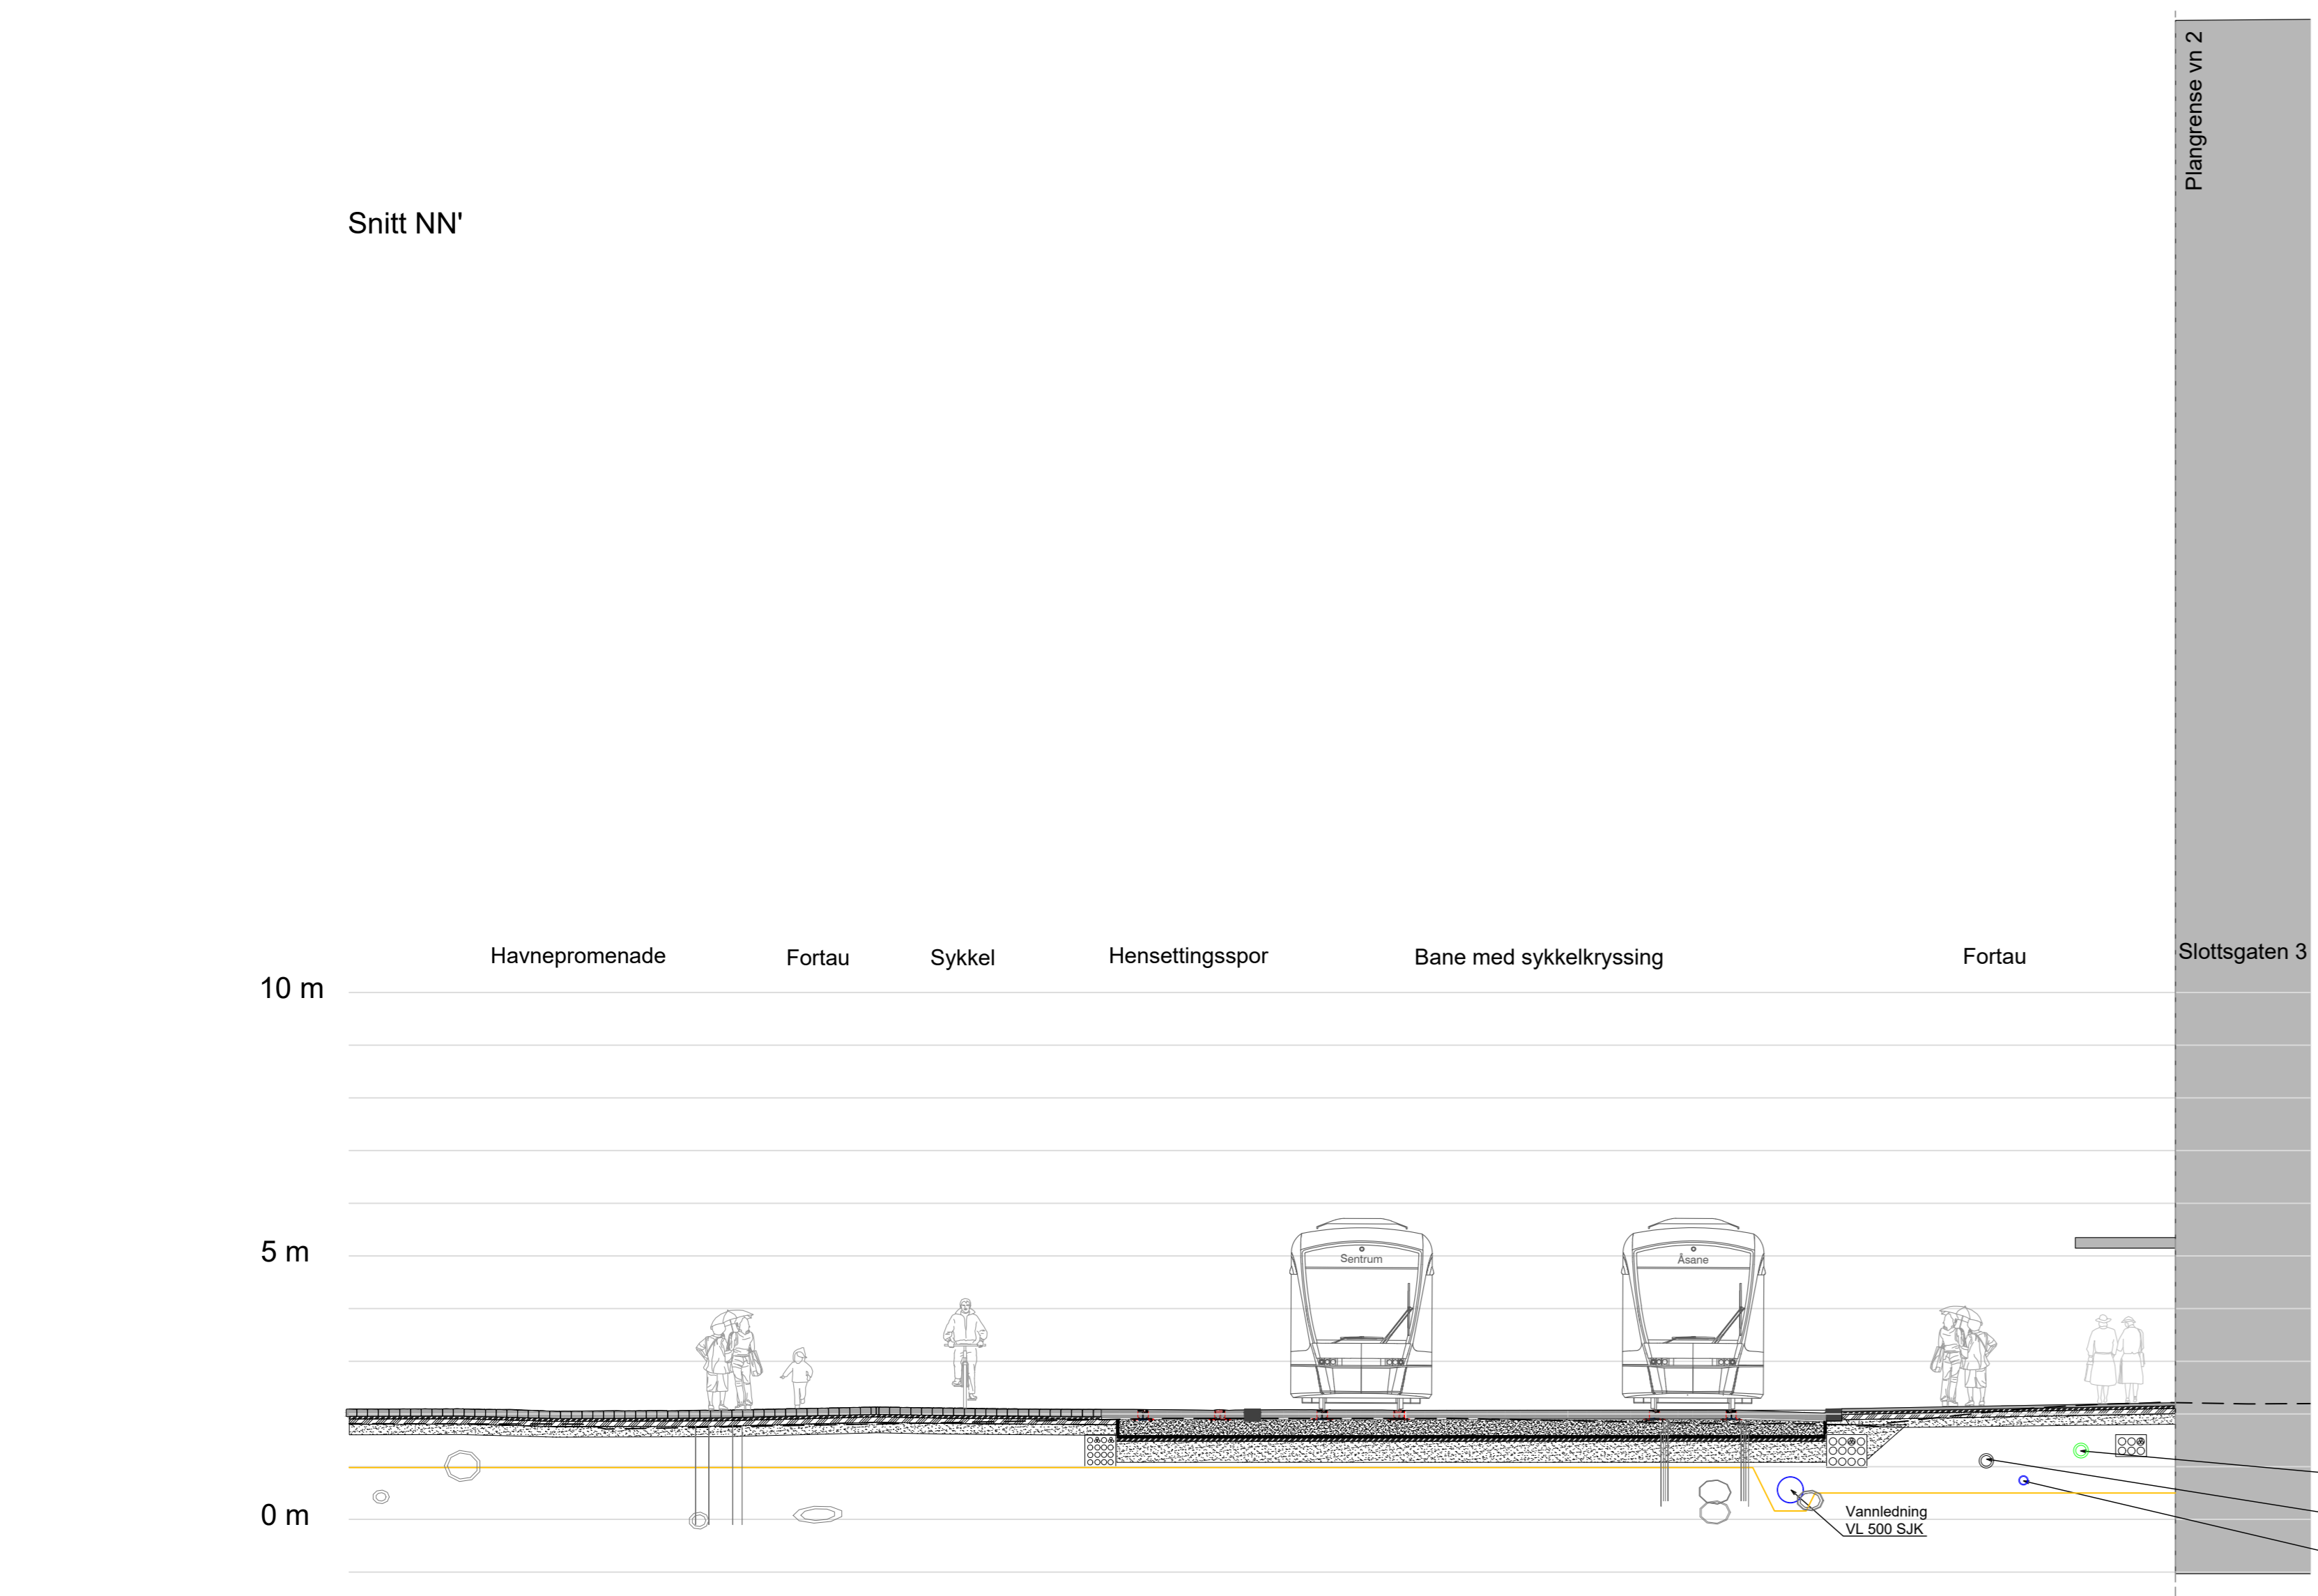 Plangrense vn 2
Snitt NN'
Havnepromenade
Fortau
Sykkel
Hensettingsspor
Bane med sykkelkryssing
Fortau
Slottsgaten 3
10 m
5 m
Sentrum
Åsane
0 m
Vannledning
VL 500 SJK